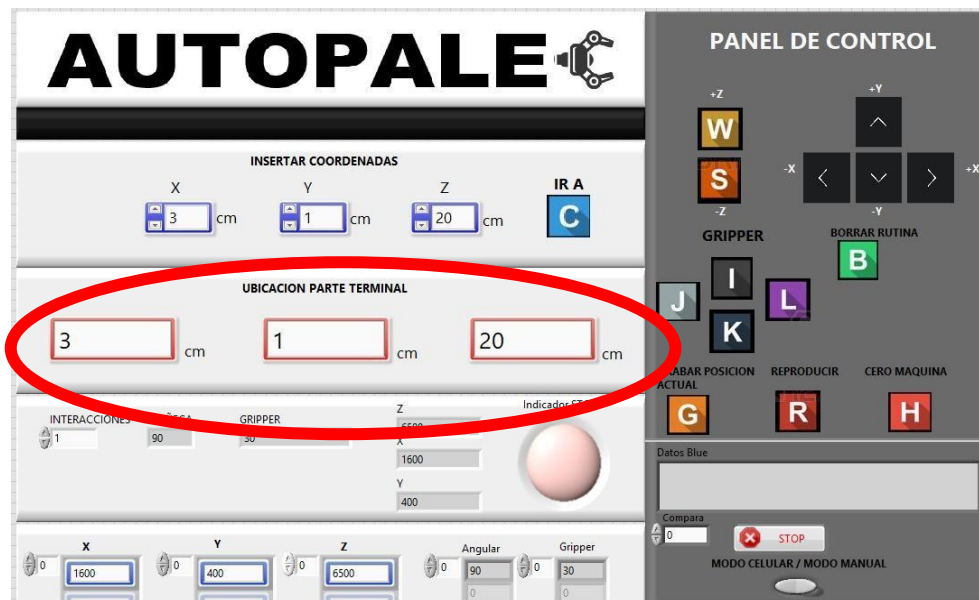 AUTOPALE
INSERTAR COORDENADAS
X Y Z IR A
3 cm 1 cm 20 cm C
UBICACION PARTE TERMINAL
3 cm 1 cm 20 cm
INTERACCIONES GRIPPER Z Indicador
1 90 30 6500
X
1600
Y
400
X Y Z Angular Gripper
0 1600 0 400 0 6500 0 90 0 30
0 0
PANEL DE CONTROL
+Z +Y
W
S -X +X
-Z -Y
GRIPPER BORRAR RUTINA
I B
J L
K
POSICION REPRODUCIR CERO MAQUINA
ACTUAL
G R H
Datos Blue
Compara
0 STOP
MODO CELULAR / MODO MANUAL